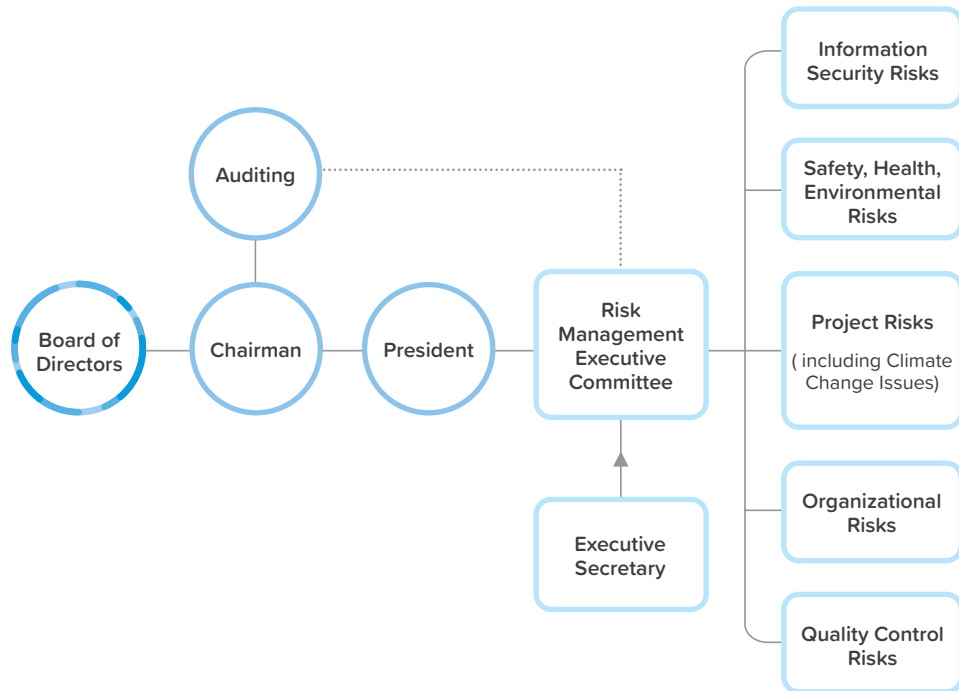 Information
Security Risks
Auditing
Safety, Health,
Environmental
Risks
Board of
Directors
Chairman
President
Risk
Management
Executive
Committee
Project Risks
( including Climate
Change Issues)
Executive
Secretary
Organizational
Risks
Quality Control
Risks